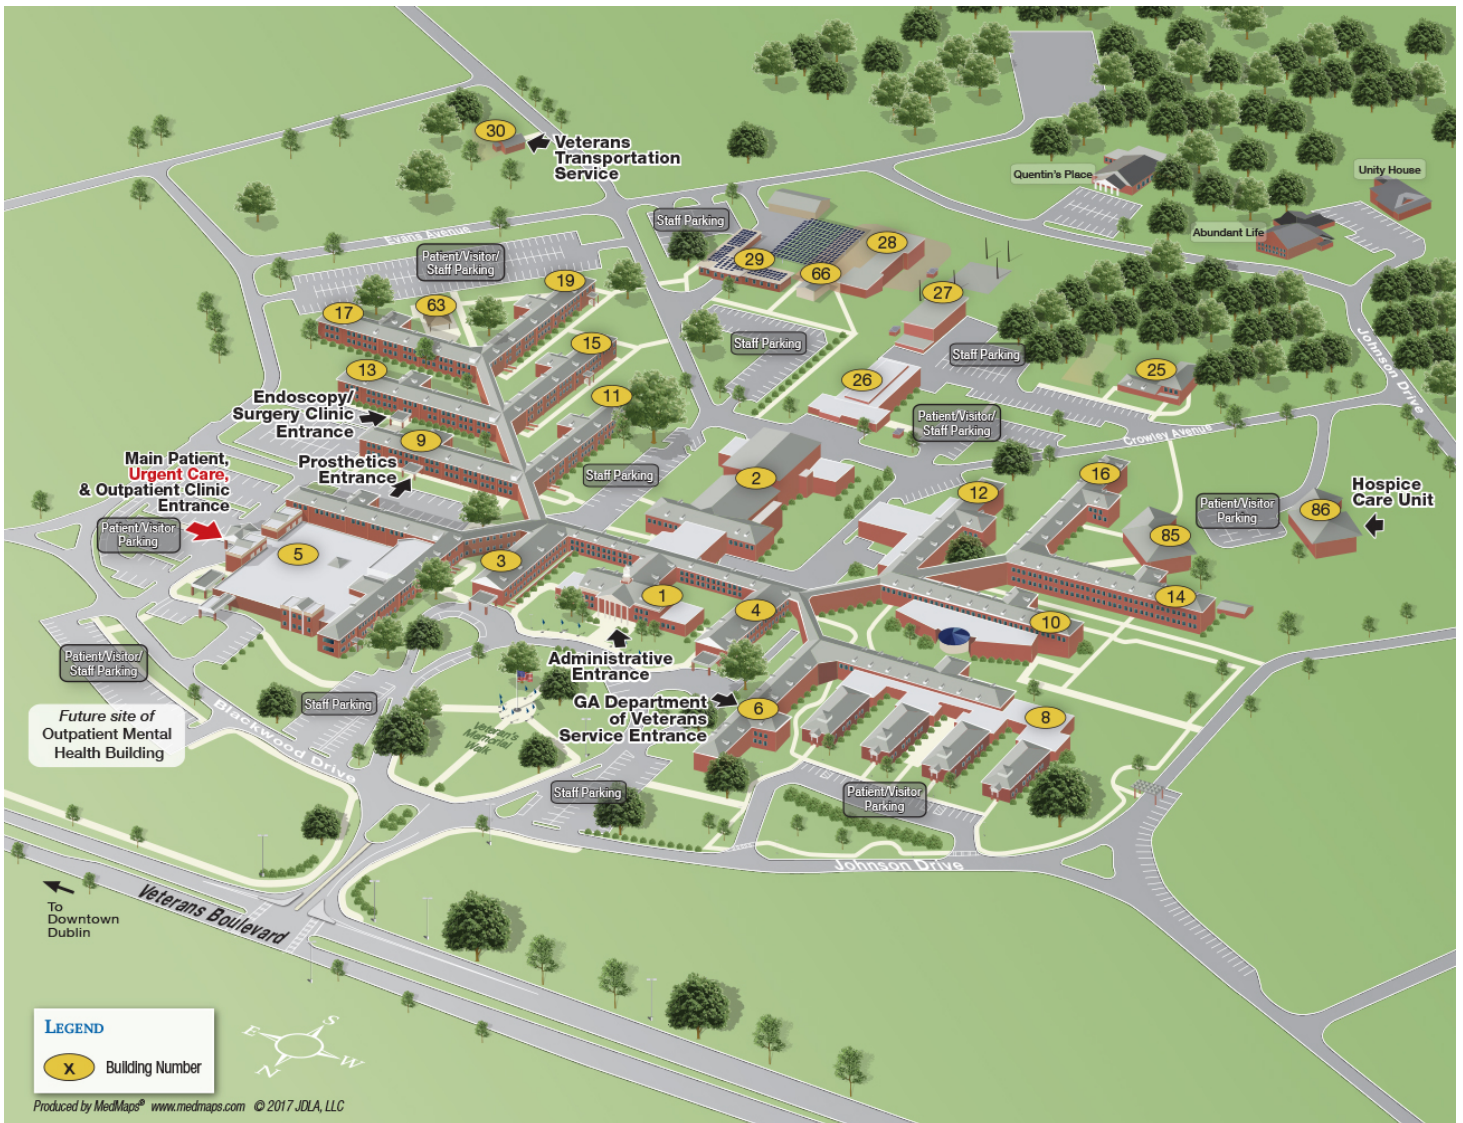 30
Veterans
Transportation
Service
Quentin's Place
Unity House
Abundant Life
Staff Parking
Evans Avenue
Patient/Visitor/
Staff Parking
28
29
66
19
27
63
17
Staff Parking
15
Staff Parking
Johnson Drive
13
25
26
11
Endoscopy/
Surgery Clinic
Entrance
Patient/Visitor/
Staff Parking
Crowley Avenue
9
Main Patient,
Urgent Care,
& Outpatient Clinic
Entrance
Prosthetics
Entrance
Staff Parking
2
16
12
Hospice
Care Unit
Patient/Visitor
Parking
86
Patient/Visitor
Parking
85
5
3
1
4
14
10
Administrative
Entrance
Patient/Visitor/
Staff Parking
GA Department
of Veterans
Service Entrance
6
8
Staff Parking
Future site of
Outpatient Mental
Health Building
Blackwood Drive
Veteran's
Memorial
Walk
Staff Parking
Patient/Visitor
Parking
Johnson Drive
Veterans Boulevard
To
Downtown
Dublin
LEGEND
X Building Number
E
S
N
W
Produced by MedMaps® www.medmaps.com © 2017 JDLA, LLC